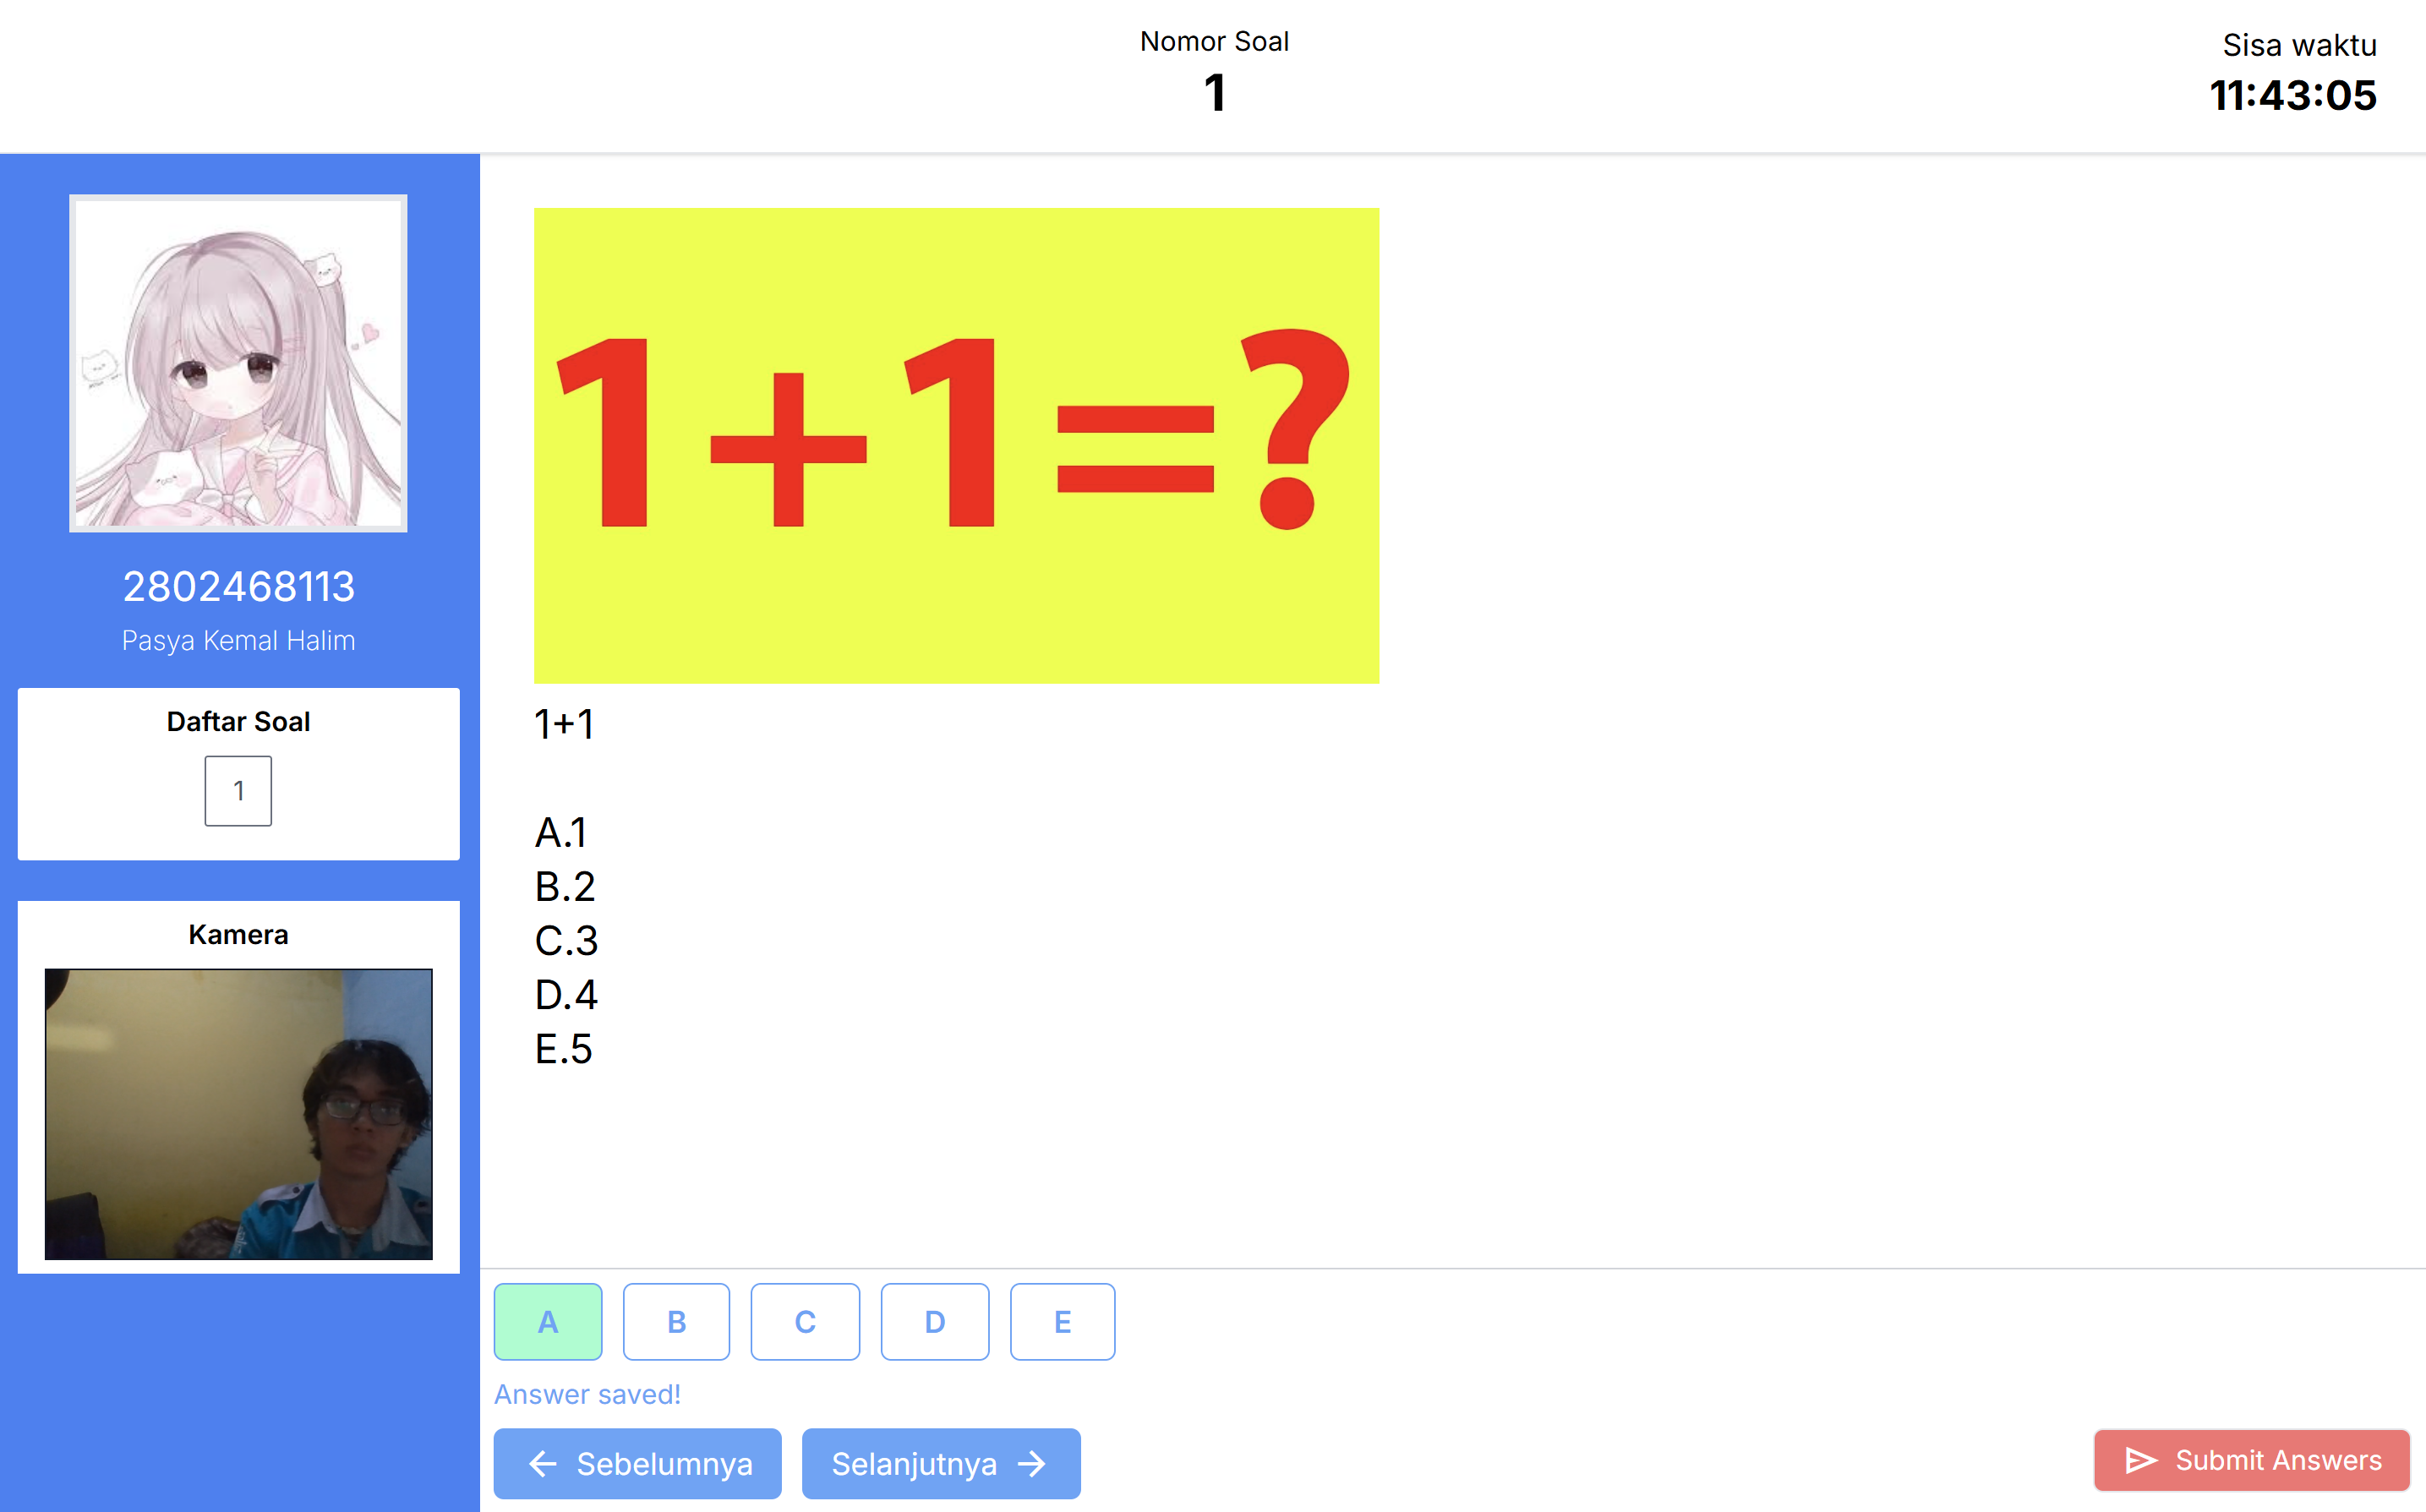 Nomor Soal
1
Sisa waktu
11:43:05
2802468113
Pasya Kemal Halim
Daftar Soal
1
Kamera
1+1=?
1+1
A.1
B.2
C.3
D.4
E.5
A B C D E
Answer saved!
← Sebelumnya Selanjutnya →
Submit Answers